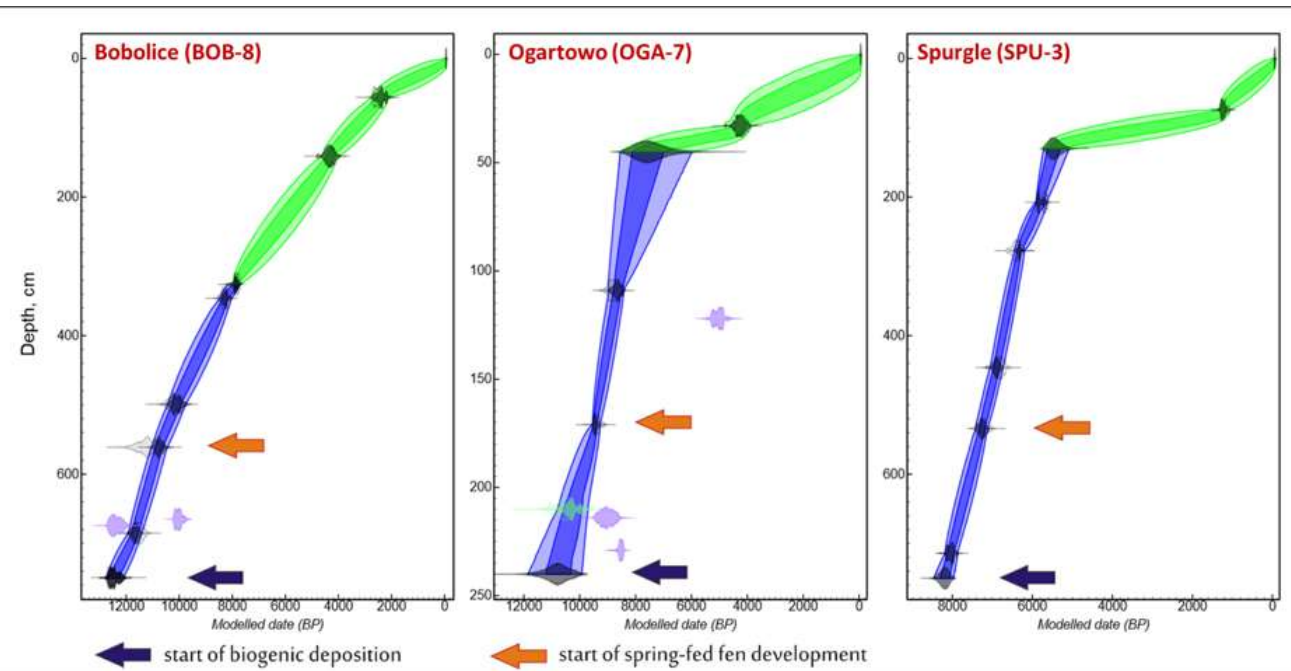 Bobolice (BOB-8)
Ogartowo (OGA-7)
Spurgle (SPU-3)
Depth, cm
0
200
400
600
12000 10000 8000 6000 4000 2000 0
Modelled date (BP)
0
50
100
150
200
250
12000 10000 8000 6000 4000 2000 0
Modelled date (BP)
0
200
400
600
8000 6000 4000 2000 0
Modelled date (BP)
start of biogenic deposition
start of spring-fed fen development